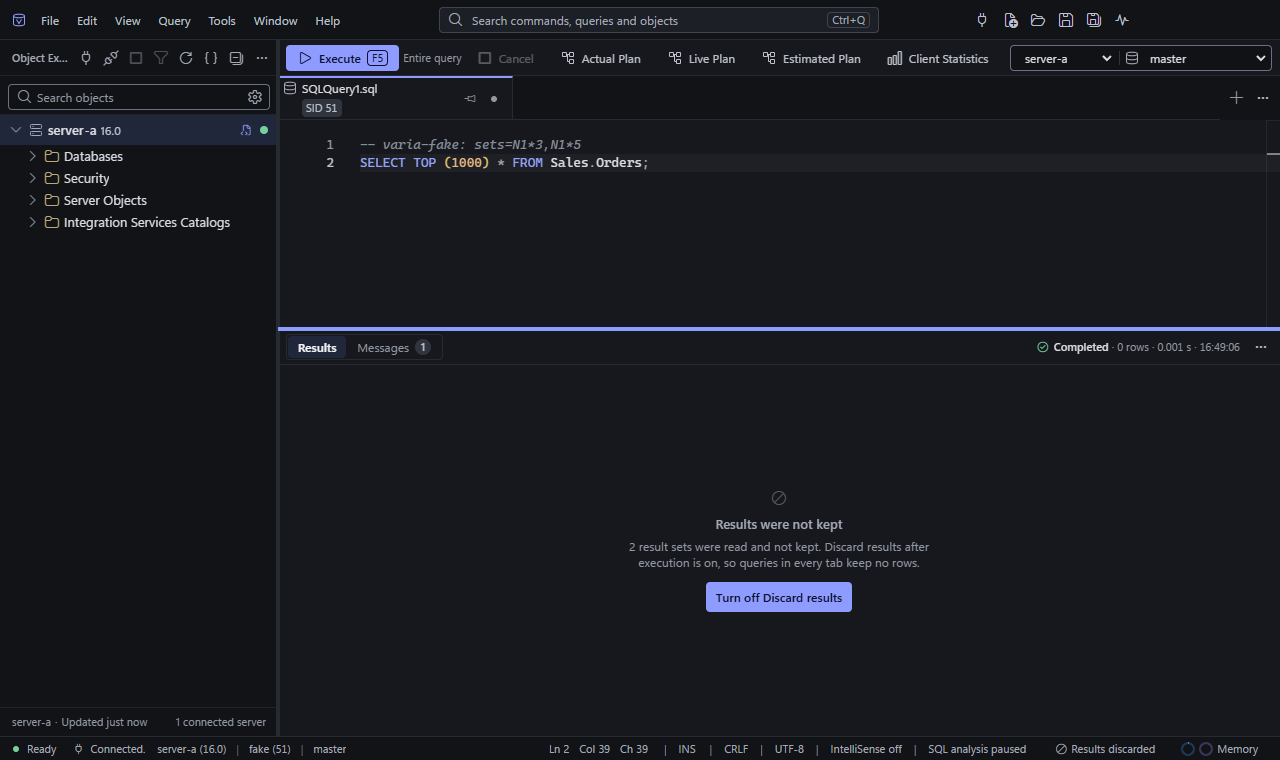 File Edit View Query Tools Window Help
Search commands, queries and objects Ctrl+Q
Object Ex...
Execute F5 Entire query Cancel Actual Plan Live Plan Estimated Plan Client Statistics server-a master
Search objects
SQLQuery1.sql
SID 51
server-a 16.0
Databases
Security
Server Objects
Integration Services Catalogs
1 -- varia-fake: sets=N1*3,N1*5
2 SELECT TOP (1000) * FROM Sales.Orders;
Results Messages 1
Completed · 0 rows · 0.001 s · 16:49:06
Results were not kept
2 result sets were read and not kept. Discard results after
execution is on, so queries in every tab keep no rows.
Turn off Discard results
server-a · Updated just now 1 connected server
Ready Connected. server-a (16.0) | fake (51) | master
Ln 2 Col 39 Ch 39 | INS | CRLF | UTF-8 | IntelliSense off | SQL analysis paused Results discarded Memory